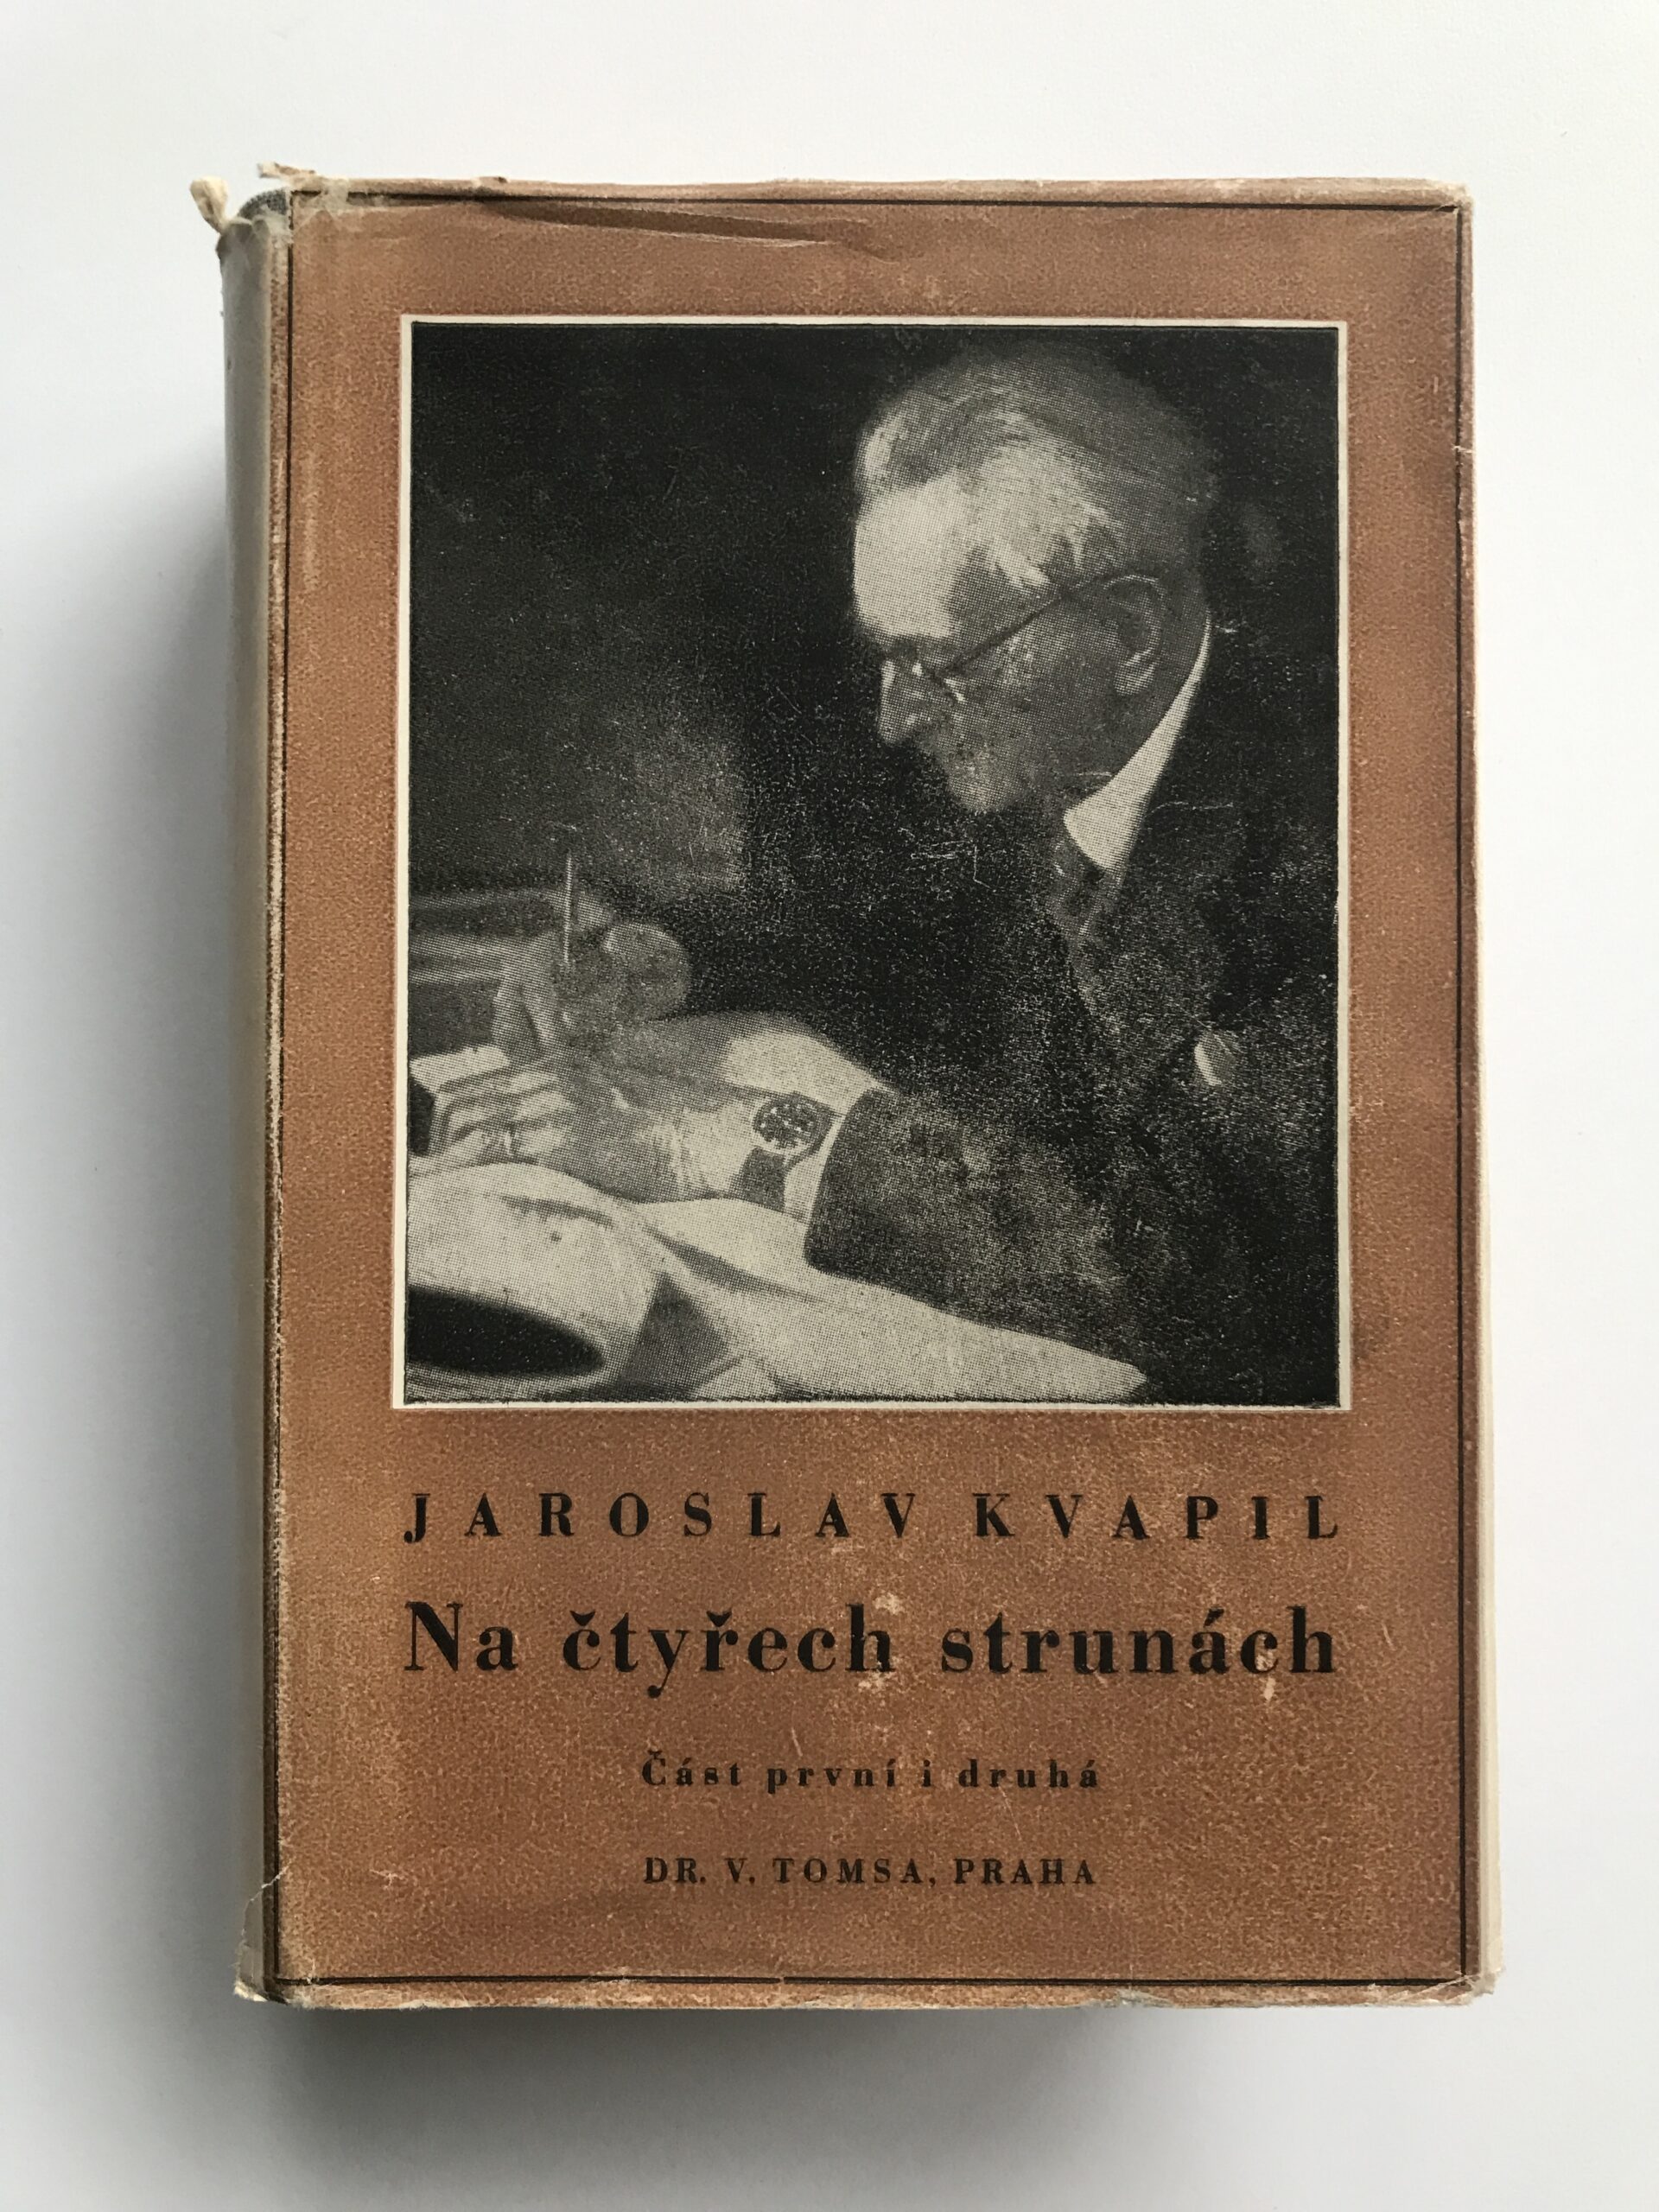 JAROSLAV KVAPIL
Na čtyřech strunách
Část první i druhá
DR. V. TOMSA, PRAHA